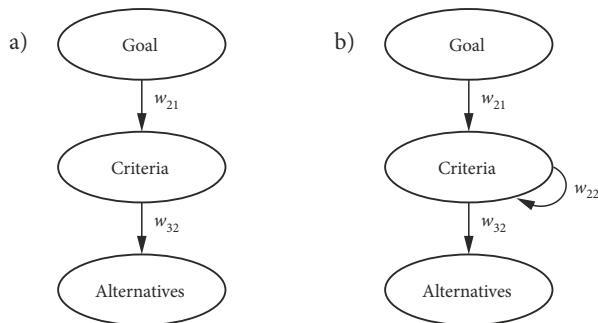 a)
Goal
w21
Criteria
w32
Alternatives
b)
Goal
w21
Criteria
w22
w32
Alternatives